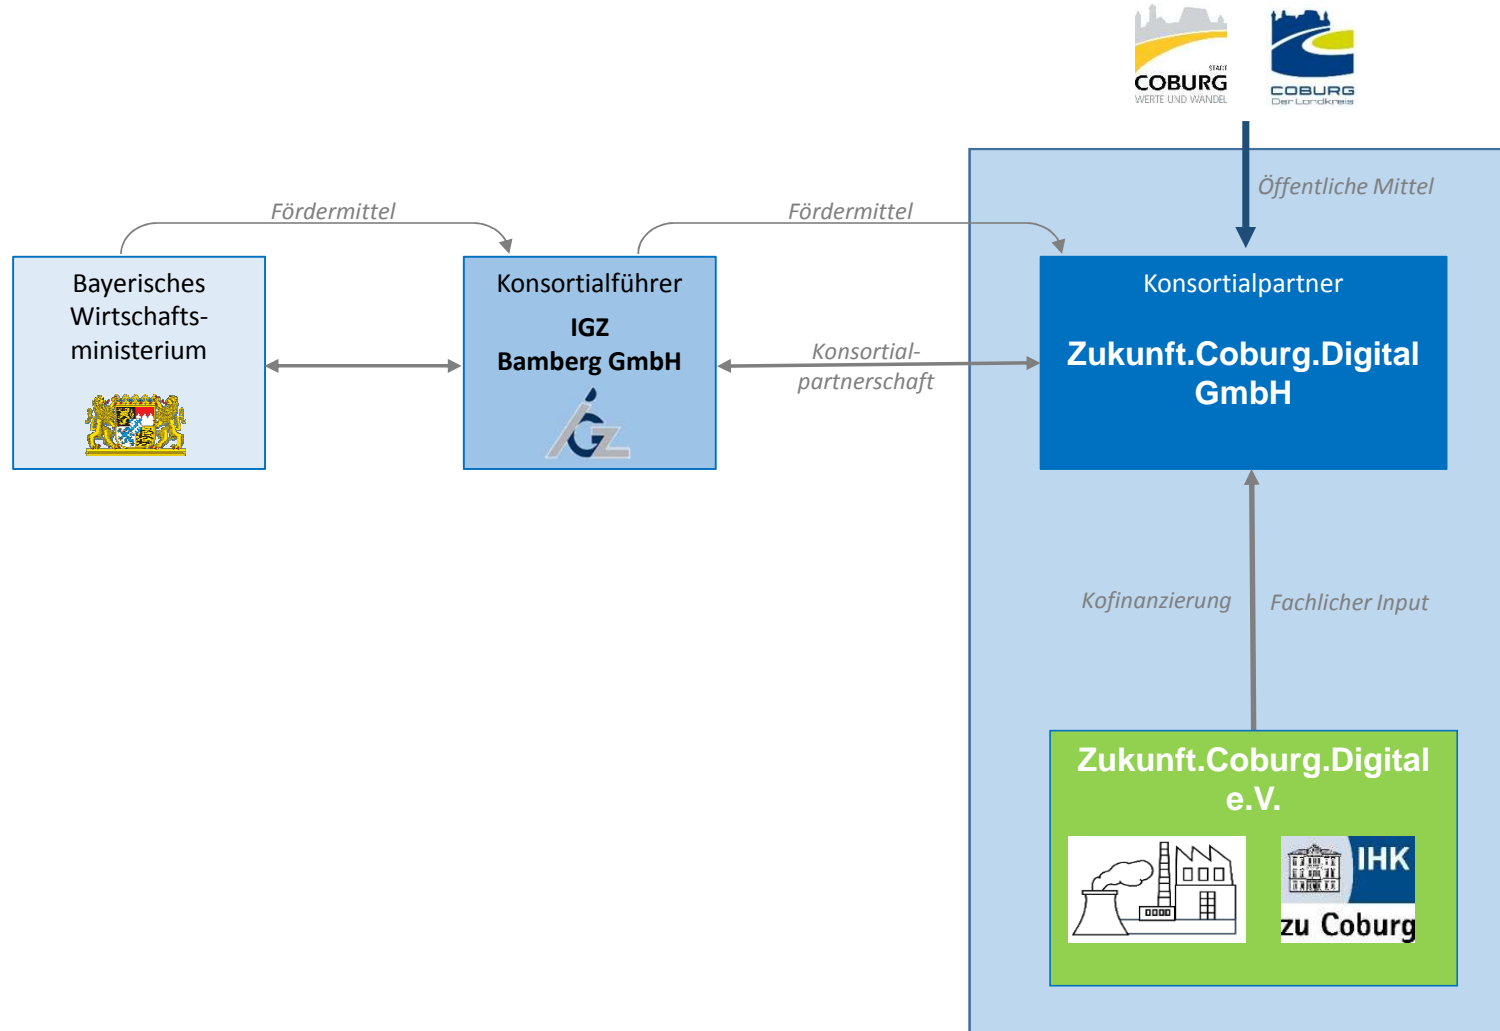 STADT
COBURG
WERTE UND WANDEL
COBURG
Der Landkreis
Öffentliche Mittel
Fördermittel
Fördermittel
Bayerisches
Wirtschafts-
ministerium
Konsortialführer
IGZ
Bamberg GmbH
IGZ
Konsortial-
partnerschaft
Konsortialpartner
Zukunft.Coburg.Digital
GmbH
Kofinanzierung
Fachlicher Input
Zukunft.Coburg.Digital
e.V.
IHK
zu Coburg